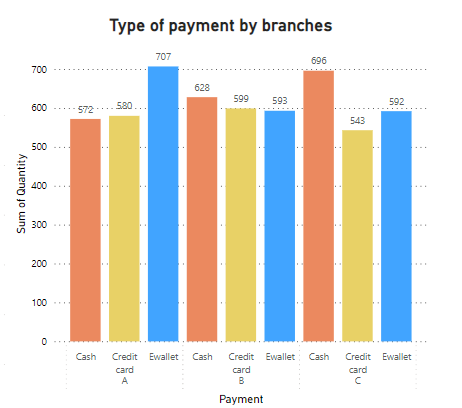 Type of payment by branches
Sum of Quantity
700
600
500
400
300
200
100
0
572
580
707
628
599
593
696
543
592
Cash
Credit
card
Ewallet
Cash
Credit
card
Ewallet
Cash
Credit
card
Ewallet
A
B
C
Payment